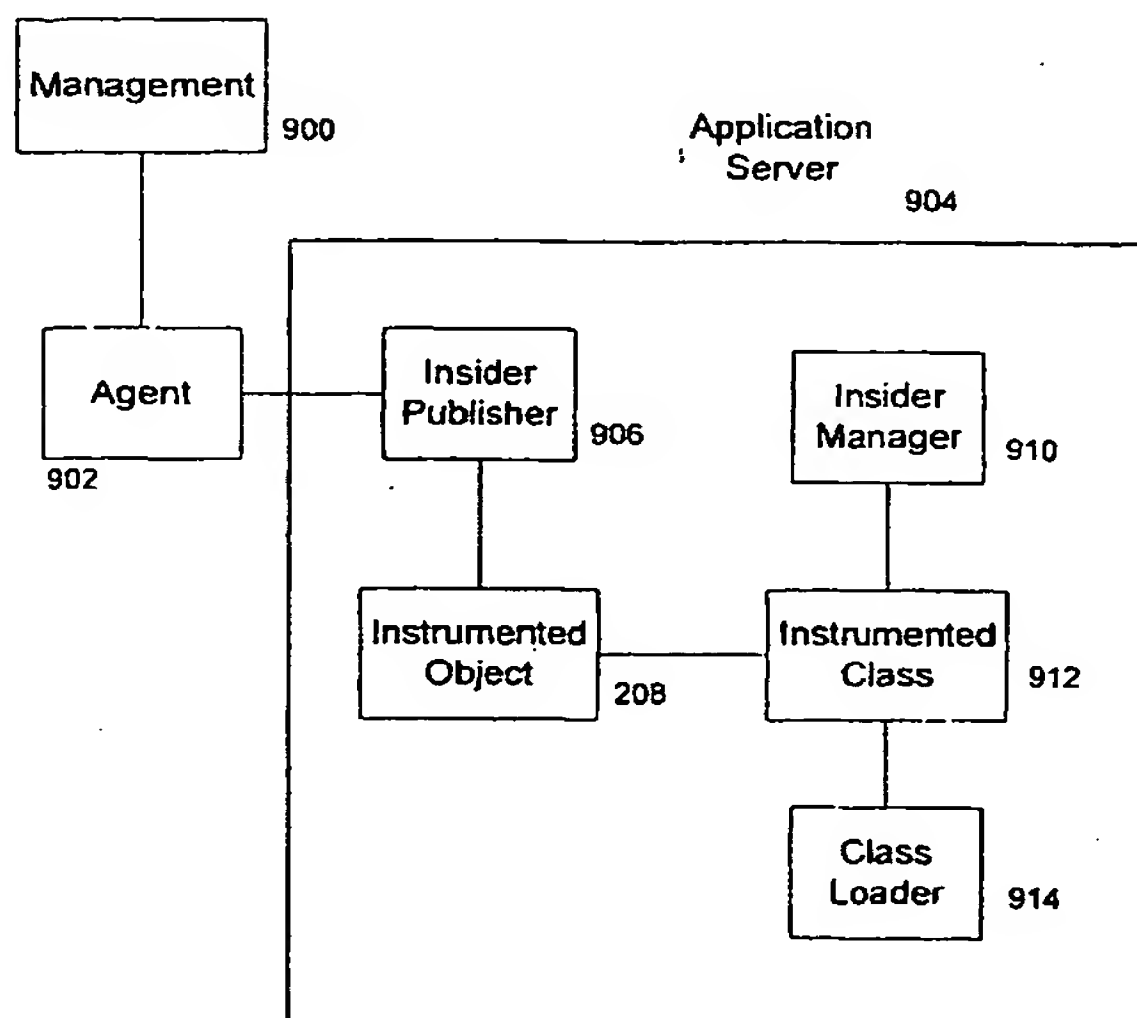 Management
900
Application
Server
904
Agent
902
Insider
Publisher
906
Insider
Manager
910
Instrumented
Object
208
Instrumented
Class
912
Class
Loader
914